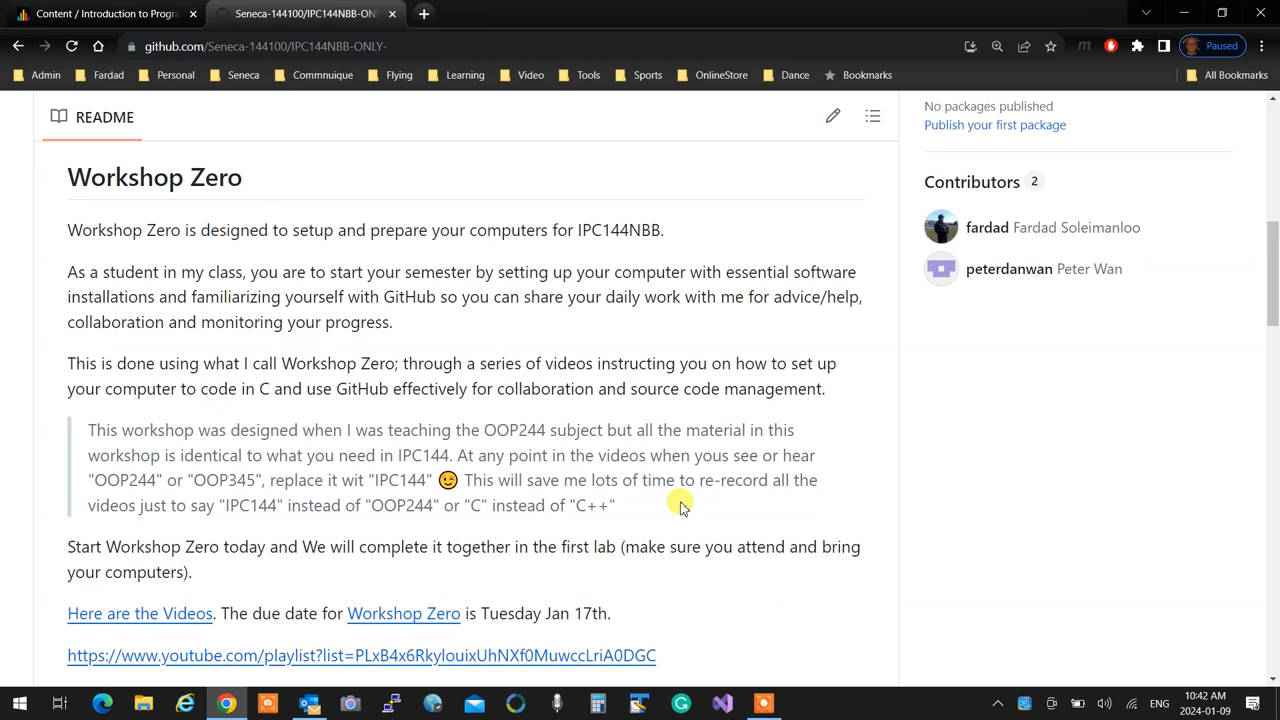 Content / Introduction to Progra
Seneca-144100/IPC144NBB-ONL
github.com/Seneca-144100/IPC144NBB-ONLY-
Paused
Admin
Fardad
Personal
Seneca
Commnuique
Flying
Learning
Video
Tools
Sports
OnlineStore
Dance
Bookmarks
All Bookmarks
README
No packages published
Publish your first package
Contributors 2
fardad Fardad Soleimanloo
peterdanwan Peter Wan
Workshop Zero
Workshop Zero is designed to setup and prepare your computers for IPC144NBB.
As a student in my class, you are to start your semester by setting up your computer with essential software
installations and familiarizing yourself with GitHub so you can share your daily work with me for advice/help,
collaboration and monitoring your progress.
This is done using what I call Workshop Zero; through a series of videos instructing you on how to set up
your computer to code in C and use GitHub effectively for collaboration and source code management.
This workshop was designed when I was teaching the OOP244 subject but all the material in this
workshop is identical to what you need in IPC144. At any point in the videos when yous see or hear
"OOP244" or "OOP345", replace it wit "IPC144" 😉 This will save me lots of time to re-record all the
videos just to say "IPC144" instead of "OOP244" or "C" instead of "C++"
Start Workshop Zero today and We will complete it together in the first lab (make sure you attend and bring
your computers).
Here are the Videos. The due date for Workshop Zero is Tuesday Jan 17th.
https://www.youtube.com/playlist?list=PLxB4x6RkylouixUhNXf0MuwccLriA0DGC
ENG
10:42 AM
2024-01-09